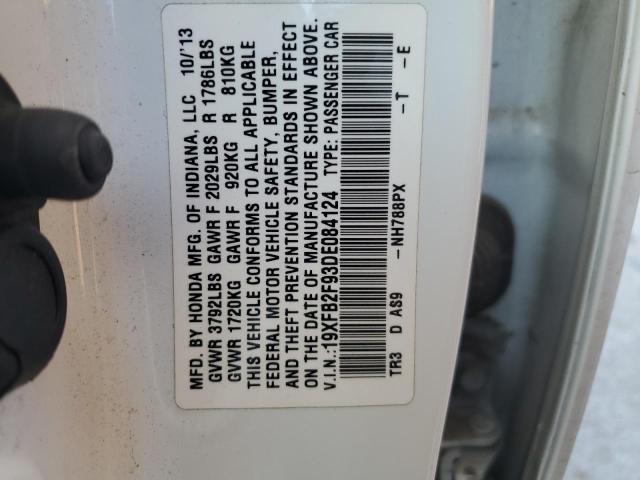 MFD. BY HONDA MFG. OF INDIANA, LLC 10/'13
GVWR 3792LBS GAWR F 2029LBS R 1786LBS
GVWR 1720KG GAWR F 920KG R 810KG
THIS VEHICLE CONFORMS TO ALL APPLICABLE
FEDERAL MOTOR VEHICLE SAFETY, BUMPER,
AND THEFT PREVENTION STANDARDS IN EFFECT
ON THE DATE OF MANUFACTURE SHOWN ABOVE.
V.I.N.:19XFB2F93DE084124 TYPE: PASSENGER CAR
TR3 D AS9 -NH788PX -T -E